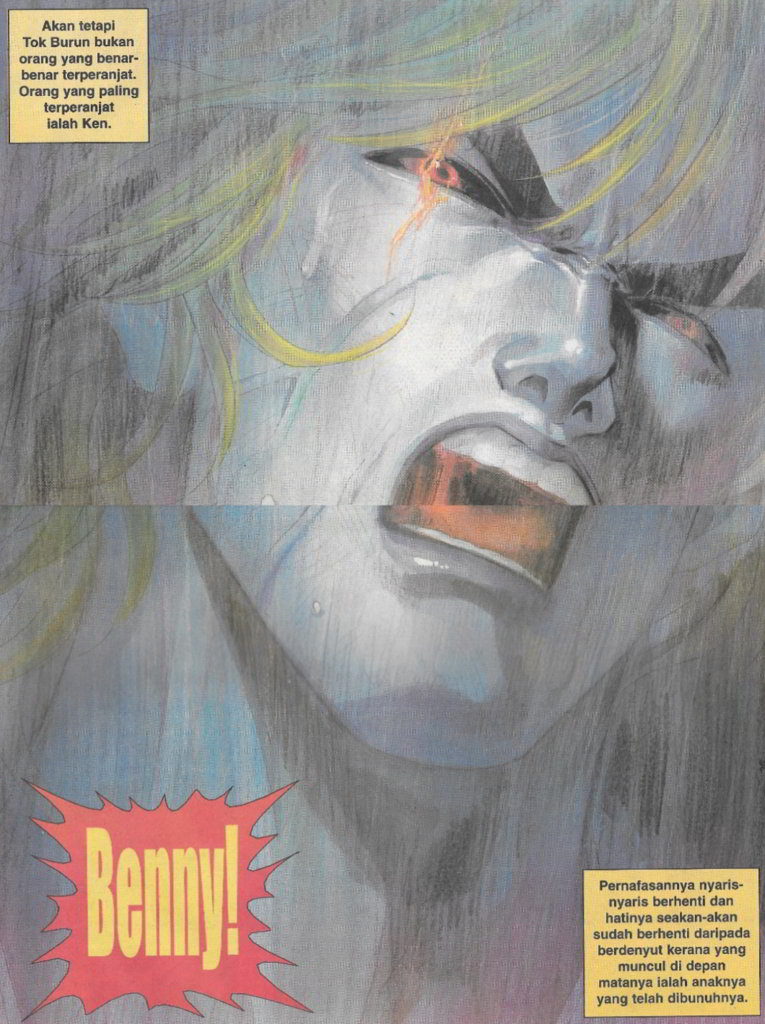 Akan tetapi
Tok Burun bukan
orang yang benar-
benar terperanjat.
Orang yang paling
terperanjat
ialah Ken.
Benny!
Pernafasannya nyaris-
nyaris berhenti dan
hatinya seakan-akan
sudah berhenti daripada
berdenyut kerana yang
muncul di depan
matanya ialah anaknya
yang telah dibunuhnya.